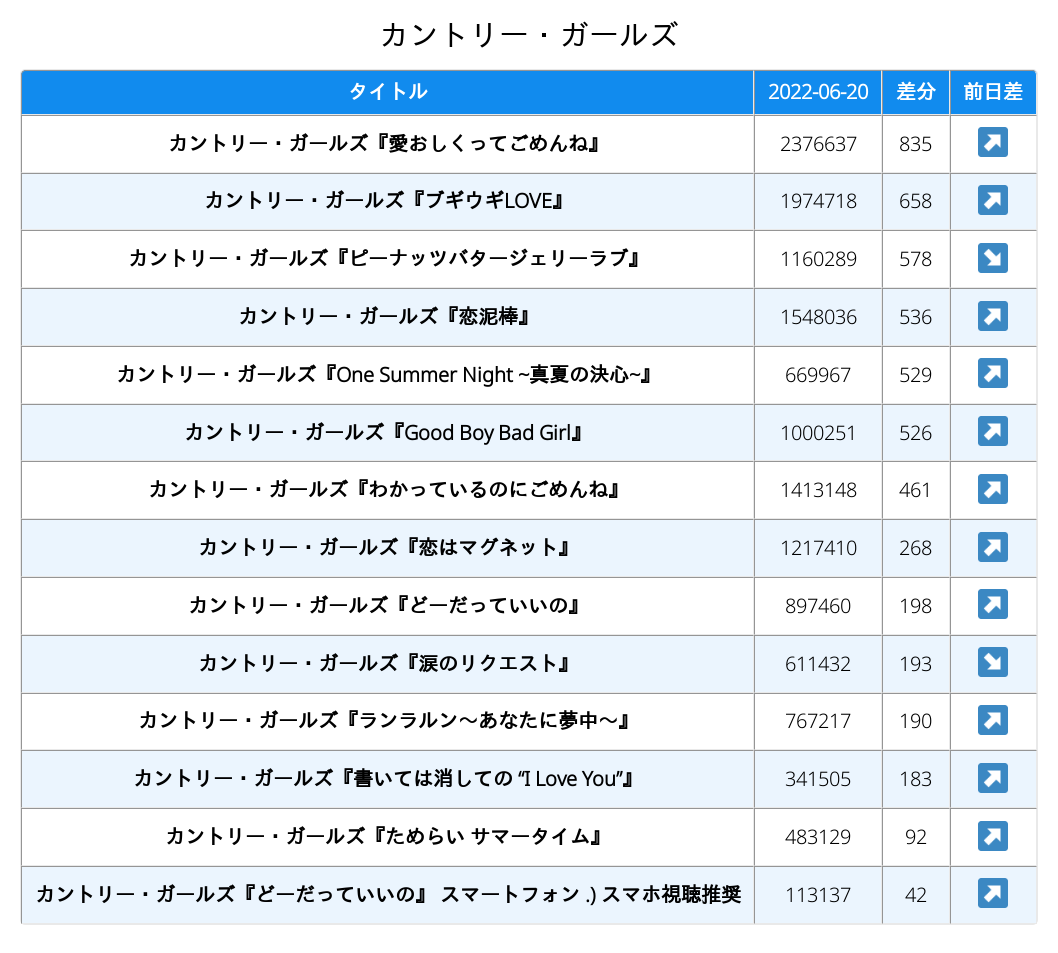 カントリー・ガールズ
タイトル 2022-06-20 差分 前日差
カントリー・ガールズ『愛おしくってごめんね』 2376637 835 ↗
カントリー・ガールズ『ブギウギLOVE』 1974718 658 ↗
カントリー・ガールズ『ピーナッツバタージェリーラブ』 1160289 578 ↘
カントリー・ガールズ『恋泥棒』 1548036 536 ↗
カントリー・ガールズ『One Summer Night ~真夏の決心~』 669967 529 ↗
カントリー・ガールズ『Good Boy Bad Girl』 1000251 526 ↗
カントリー・ガールズ『わかっているのにごめんね』 1413148 461 ↗
カントリー・ガールズ『恋はマグネット』 1217410 268 ↗
カントリー・ガールズ『どーだっていいの』 897460 198 ↗
カントリー・ガールズ『涙のリクエスト』 611432 193 ↘
カントリー・ガールズ『ランラルン～あなたに夢中～』 767217 190 ↗
カントリー・ガールズ『書いては消しての “I Love You”』 341505 183 ↗
カントリー・ガールズ『ためらい サマータイム』 483129 92 ↗
カントリー・ガールズ『どーだっていいの』 スマートフォン .) スマホ視聴推奨 113137 42 ↗